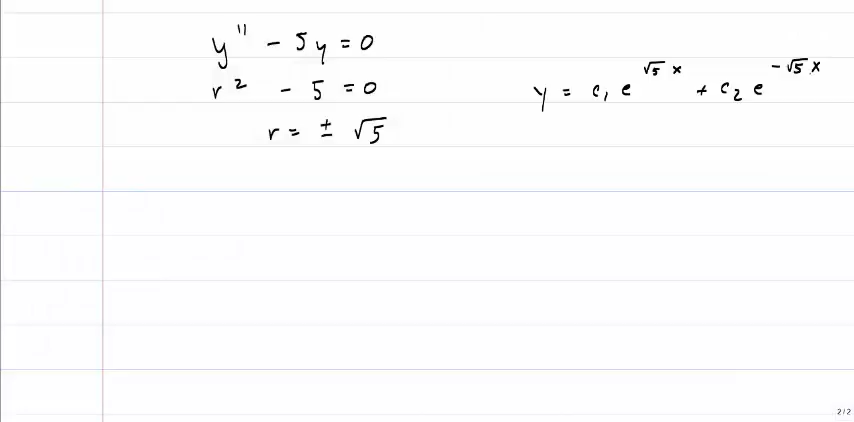 y'' - 5y = 0
r² - 5 = 0
r = ± √5
y = c₁ e^{√5 x} + c₂ e^{-√5 x}
2/2